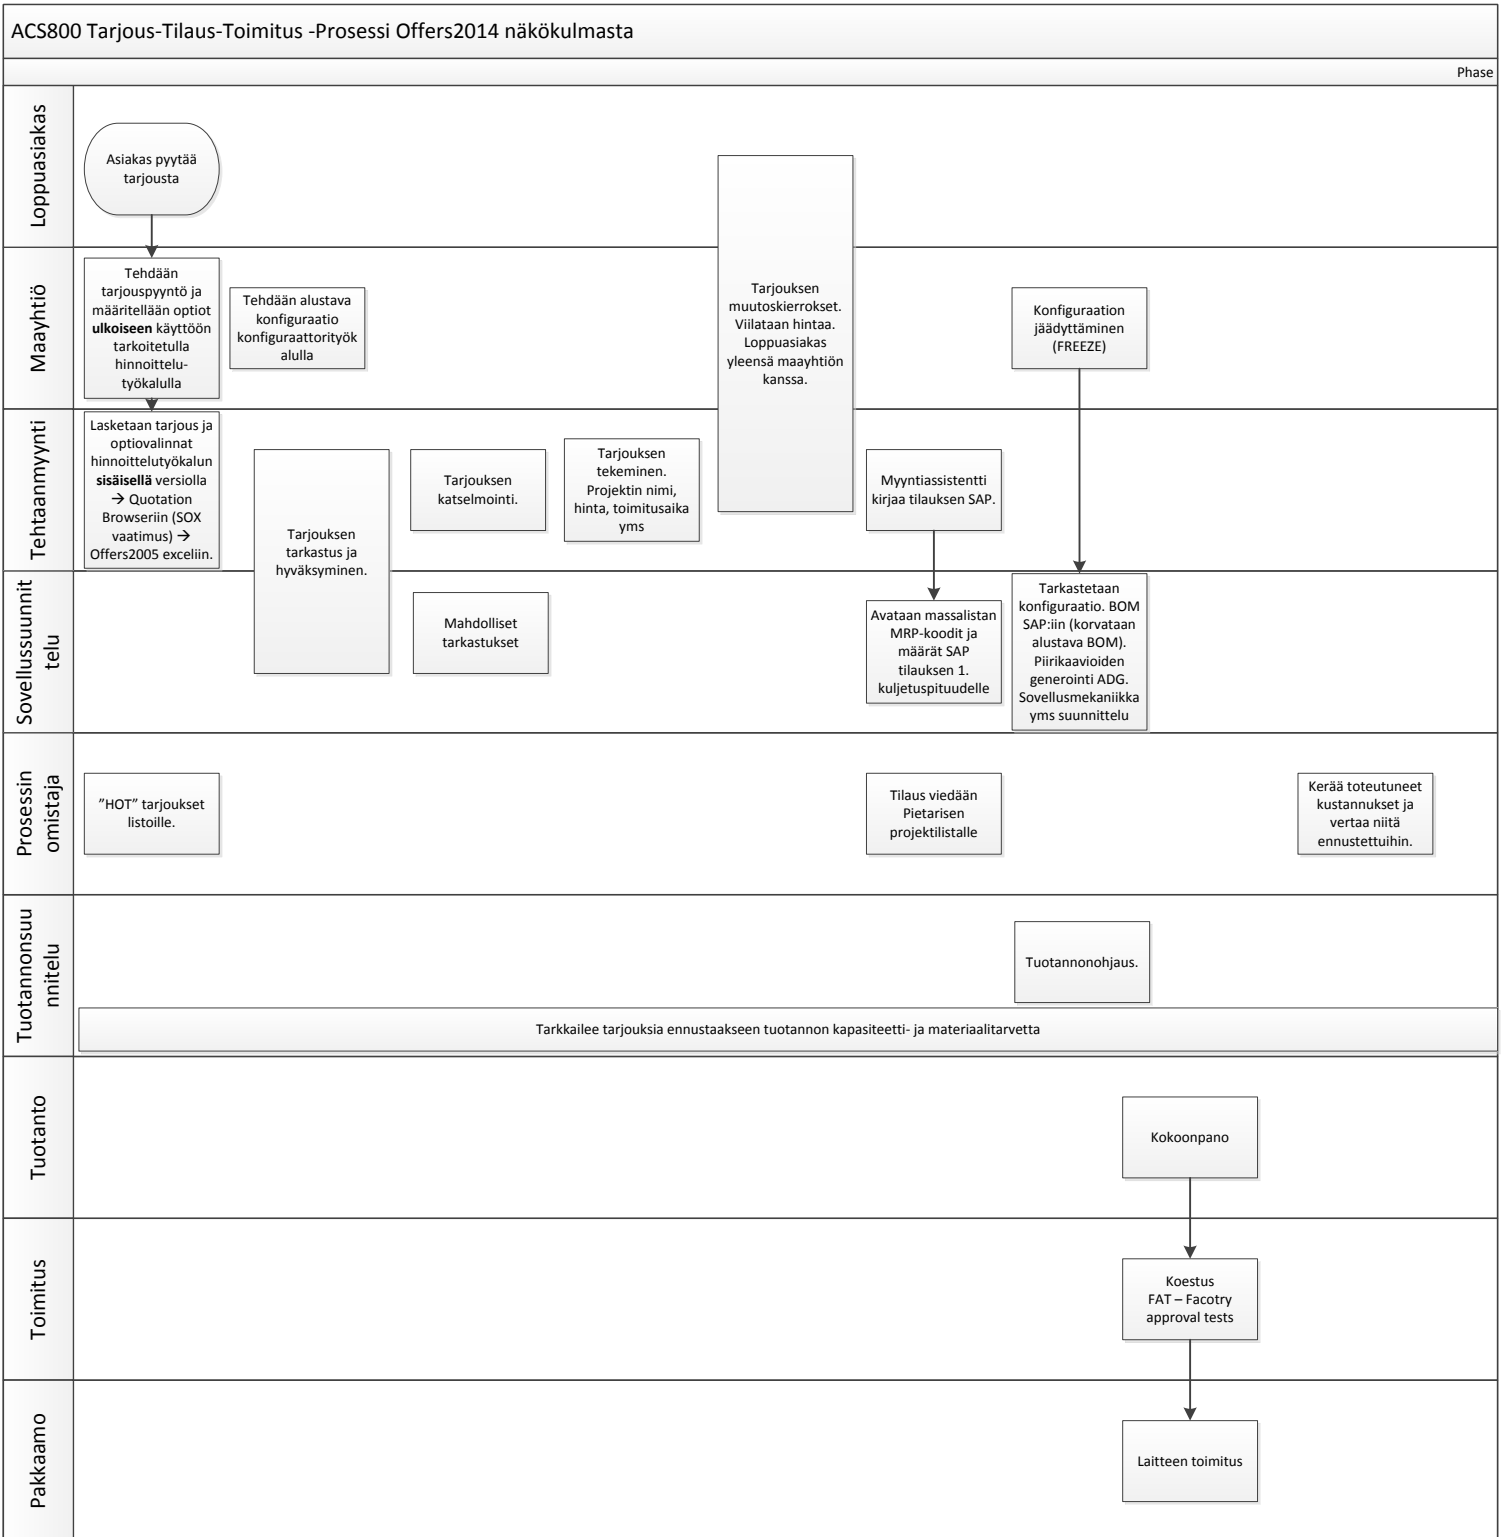 ACS800 Tarjous-Tilaus-Toimitus -Prosessi Offers2014 näkökulmasta
Phase
Loppuasiakas
Asiakas pyytää
tarjousta
Maayhtiö
Tehdään
tarjouspyyntö ja
määritellään optiot
ulkoiseen käyttöön
tarkoitetulla
hinnoittelu-
työkalulla
Tehdään alustava
konfiguraatio
konfiguraattorityök
alulla
Tarjouksen
muutoskierrokset.
Viilataan hintaa.
Loppuasiakas
yleensä maayhtiön
kanssa.
Konfiguraation
jäädyttäminen
(FREEZE)
Tehtaanmyynti
Lasketaan tarjous ja
optiovalinnat
hinnoittelutyökalun
sisäisellä versiolla
→ Quotation
Browseriin (SOX
vaatimus) →
Offers2005 exceliin.
Tarjouksen
tarkastus ja
hyväksyminen.
Tarjouksen
katselmointi.
Tarjouksen
tekeminen.
Projektin nimi,
hinta, toimitusaika
yms
Myyntiassistentti
kirjaa tilauksen SAP.
Sovellussuunnit
telu
Mahdolliset
tarkastukset
Avataan massalistan
MRP-koodit ja
määrät SAP
tilauksen 1.
kuljetuspituudelle
Tarkastetaan
konfiguraatio. BOM
SAP:iin (korvataan
alustava BOM).
Piirikaavioiden
generointi ADG.
Sovellusmekaniikka
yms suunnittelu
Prosessin
omistaja
”HOT” tarjoukset
listoille.
Tilaus viedään
Pietarisen
projektilistalle
Kerää toteutuneet
kustannukset ja
vertaa niitä
ennustettuihin.
Tuotannonsuu
nnitelu
Tuotannonohjaus.
Tarkkailee tarjouksia ennustaakseen tuotannon kapasiteetti- ja materiaalitarvetta
Tuotanto
Kokoonpano
Toimitus
Koestus
FAT – Facotry
approval tests
Pakkaamo
Laitteen toimitus